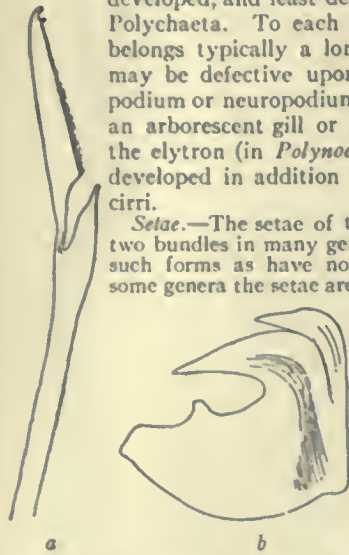 developed, and least de
Polychaeta. To each
belongs typically a lon
may be defective upon
podium or neuropodium
an arborescent gill or
the elytron (in Polynoe
developed in addition
cirri.
Setae.—The setae of t
two bundles in many ge
such forms as have no
some genera the setae are
a
b